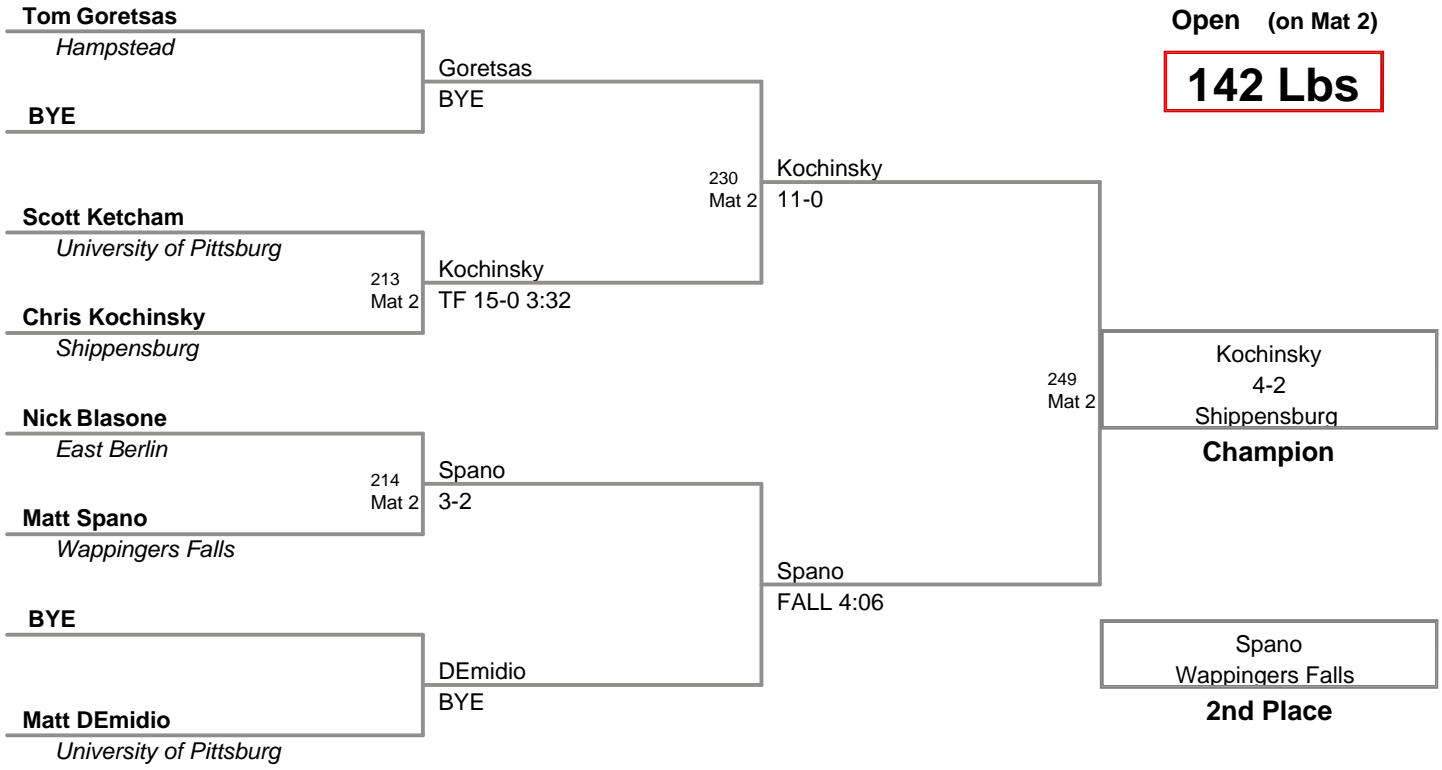 Tom Goretsas
Hampstead
BYE
Goretsas
BYE
Scott Ketcham
University of Pittsburg
Chris Kochinsky
Shippensburg
213
Mat 2
Kochinsky
TF 15-0 3:32
230
Mat 2
Kochinsky
11-0
Nick Blasone
East Berlin
Matt Spano
Wappingers Falls
214
Mat 2
Spano
3-2
BYE
Matt DEmidio
University of Pittsburg
DEmidio
BYE
Spano
FALL 4:06
249
Mat 2
Open (on Mat 2)
142 Lbs
Kochinsky
4-2
Shippensburg
Champion
Spano
Wappingers Falls
2nd Place